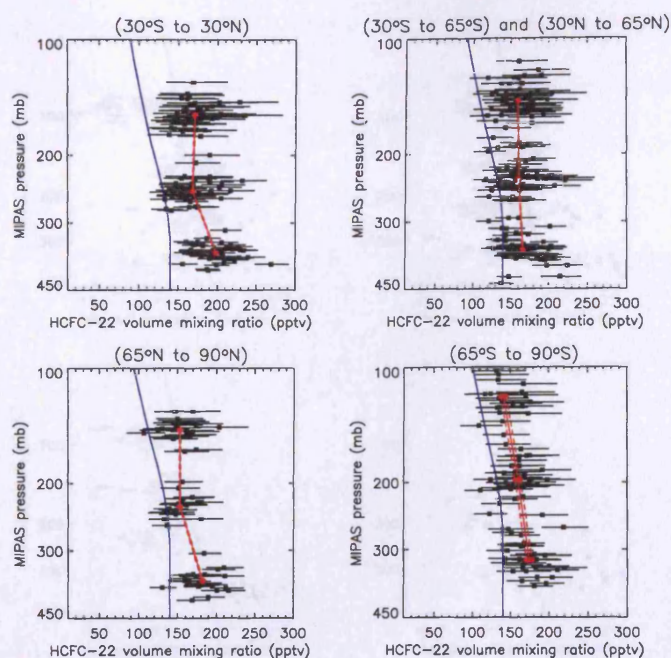 (30°S to 30°N)
100
200
300
450
MIPAS pressure (mb)
50 100 150 200 250 300
HCFC-22 volume mixing ratio (pptv)
(30°S to 65°S) and (30°N to 65°N)
100
200
300
450
MIPAS pressure (mb)
50 100 150 200 250 300
HCFC-22 volume mixing ratio (pptv)
(65°N to 90°N)
100
200
300
450
MIPAS pressure (mb)
50 100 150 200 250 300
HCFC-22 volume mixing ratio (pptv)
(65°S to 90°S)
100
200
300
450
MIPAS pressure (mb)
50 100 150 200 250 300
HCFC-22 volume mixing ratio (pptv)